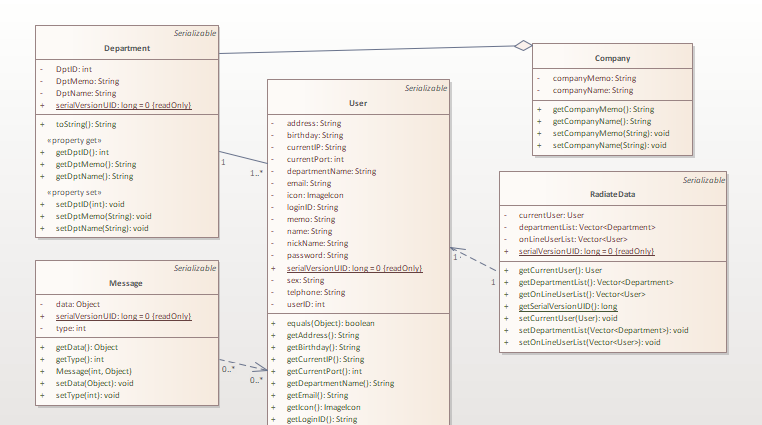 Serializable
Department
- DptID: int
- DptMemo: String
- DptName: String
+ serialVersionUID: long = 0 {readOnly}
+ toString(): String
«property get»
+ getDptID(): int
+ getDptMemo(): String
+ getDptName(): String
«property set»
+ setDptID(int): void
+ setDptMemo(String): void
+ setDptName(String): void
1
1..*
Serializable
User
- address: String
- birthday: String
- currentIP: String
- currentPort: int
- departmentName: String
- email: String
- icon: ImageIcon
- loginID: String
- memo: String
- name: String
- nickName: String
- password: String
+ serialVersionUID: long = 0 {readOnly}
- sex: String
- telphone: String
- userID: int
+ equals(Object): boolean
+ getAddress(): String
+ getBirthday(): String
+ getCurrentIP(): String
+ getCurrentPort(): int
+ getDepartmentName(): String
+ getEmail(): String
+ getIcon(): ImageIcon
+ getLoginID(): String
Company
- companyMemo: String
- companyName: String
+ getCompanyMemo(): String
+ getCompanyName(): String
+ setCompanyMemo(String): void
+ setCompanyName(String): void
Serializable
RadiateData
- currentUser: User
- departmentList: Vector<Department>
- onLineUserList: Vector<User>
+ serialVersionUID: long = 0 {readOnly}
+ getCurrentUser(): User
+ getDepartmentList(): Vector<Department>
+ getOnLineUserList(): Vector<User>
+ getSerialVersionUID(): long
+ setCurrentUser(User): void
+ setDepartmentList(Vector<Department>): void
+ setOnLineUserList(Vector<User>): void
1
1
Serializable
Message
- data: Object
+ serialVersionUID: long = 0 {readOnly}
- type: int
+ getData(): Object
+ getType(): int
+ Message(int, Object)
+ setData(Object): void
+ setType(int): void
0..*
0..*